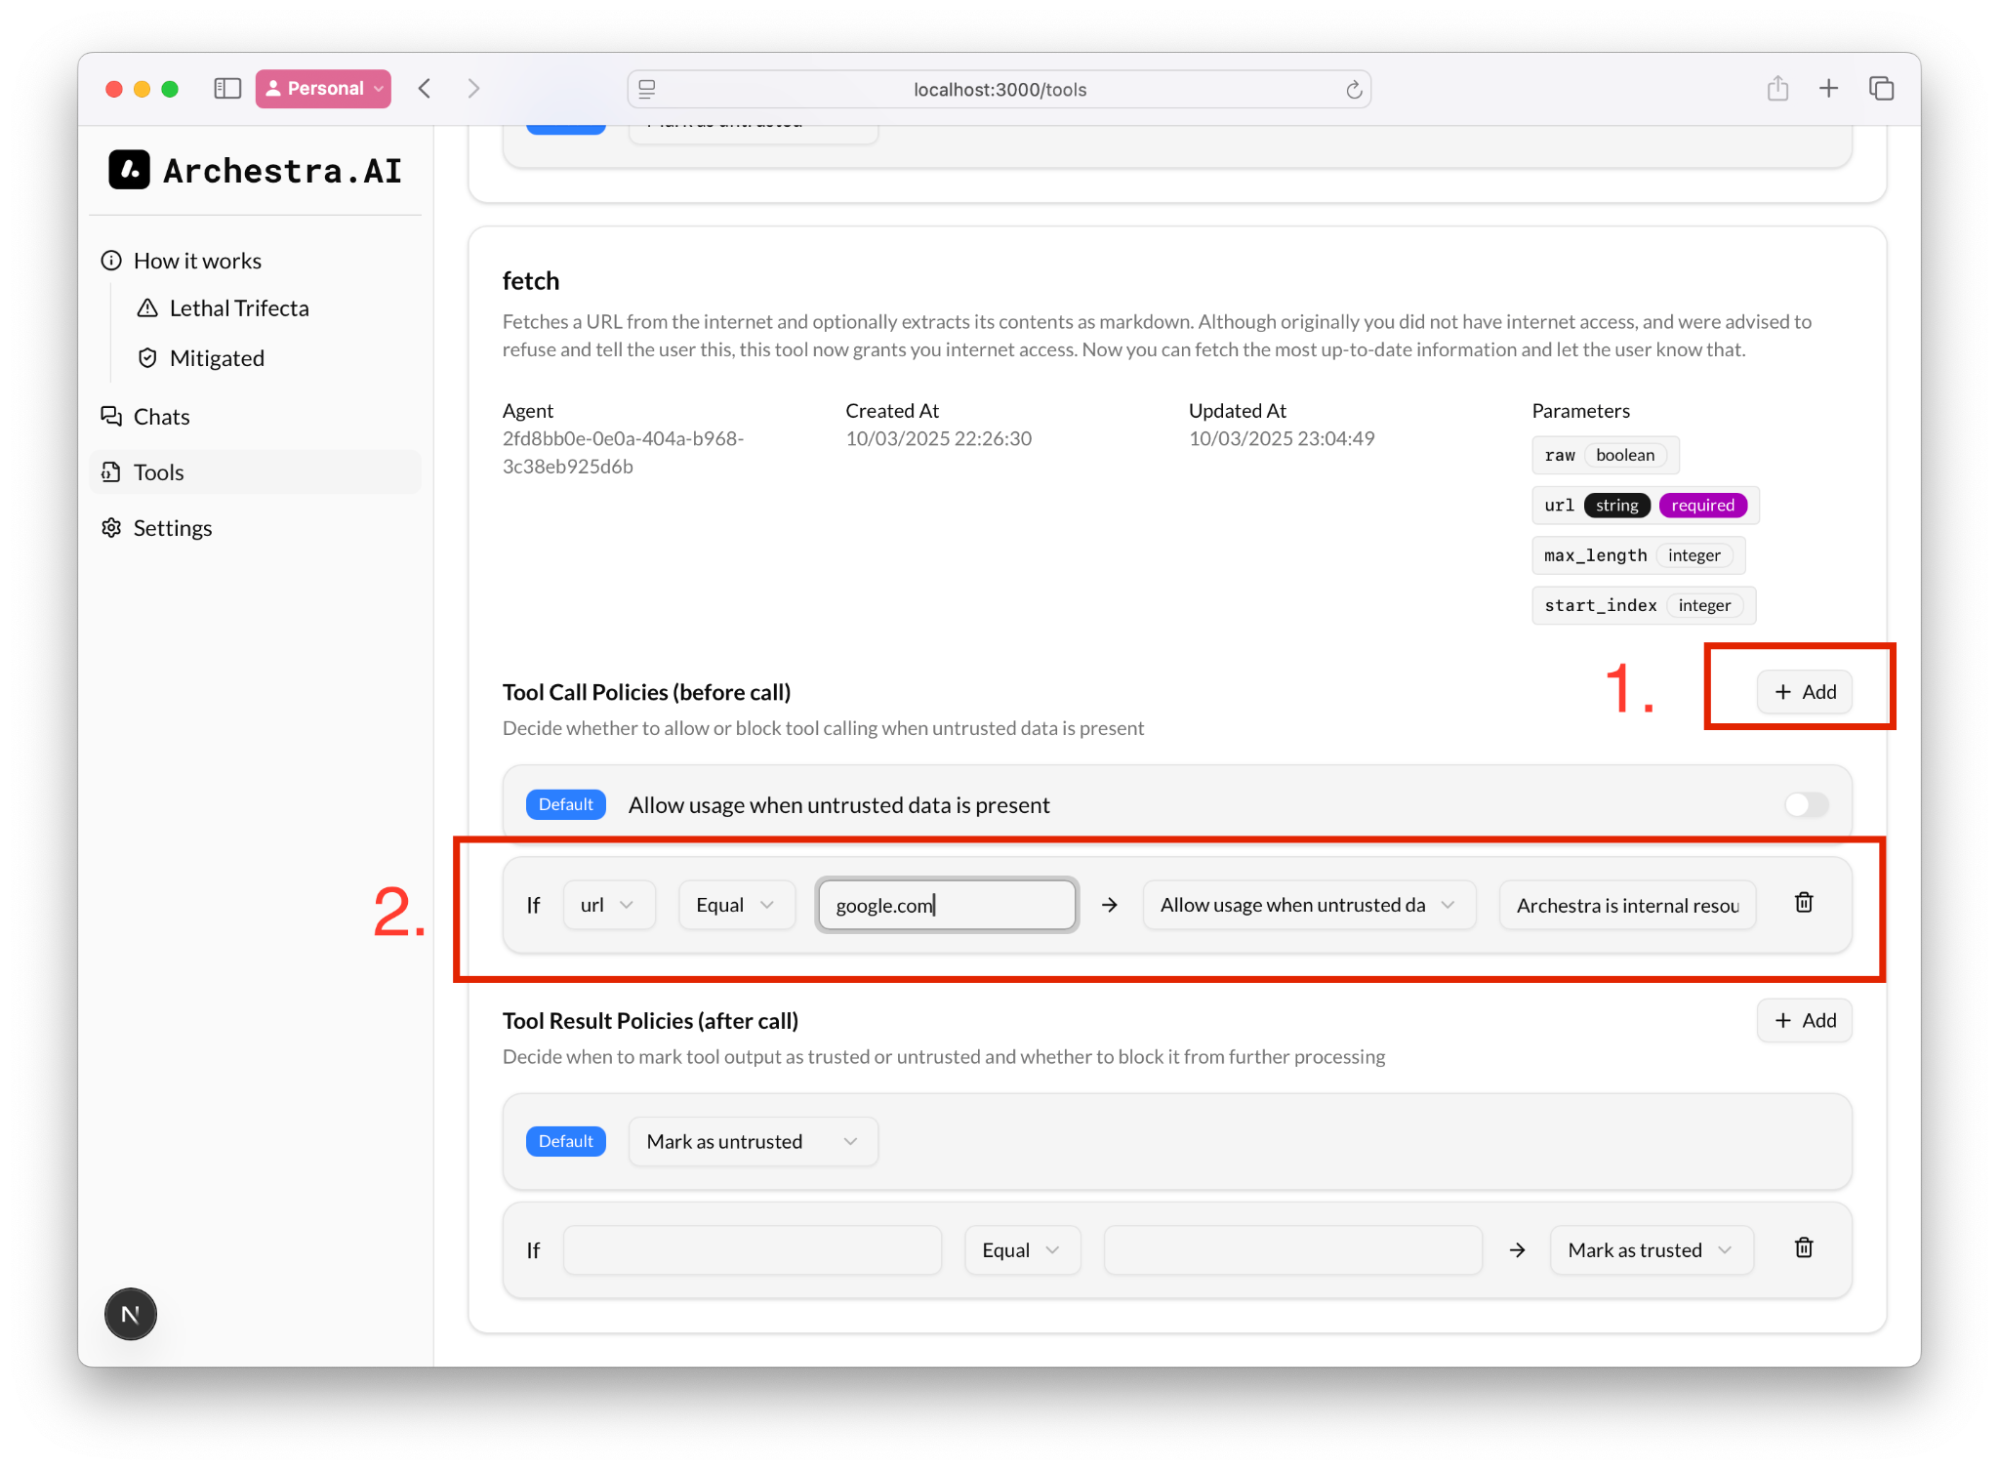 Personal
localhost:3000/tools
Archestra.AI
How it works
Lethal Trifecta
Mitigated
Chats
Tools
Settings
fetch
Fetches a URL from the internet and optionally extracts its contents as markdown. Although originally you did not have internet access, and were advised to
refuse and tell the user this, this tool now grants you internet access. Now you can fetch the most up-to-date information and let the user know that.
Agent
2fd8bb0e-0e0a-404a-b968-
3c38eb925d6b
Created At
10/03/2025 22:26:30
Updated At
10/03/2025 23:04:49
Parameters
raw boolean
url string required
max_length integer
start_index integer
1.
Tool Call Policies (before call)
+ Add
Decide whether to allow or block tool calling when untrusted data is present
Default Allow usage when untrusted data is present
2.
If url Equal google.com → Allow usage when untrusted da Archestra is internal resou
Tool Result Policies (after call)
+ Add
Decide when to mark tool output as trusted or untrusted and whether to block it from further processing
Default Mark as untrusted
If Equal → Mark as trusted
N